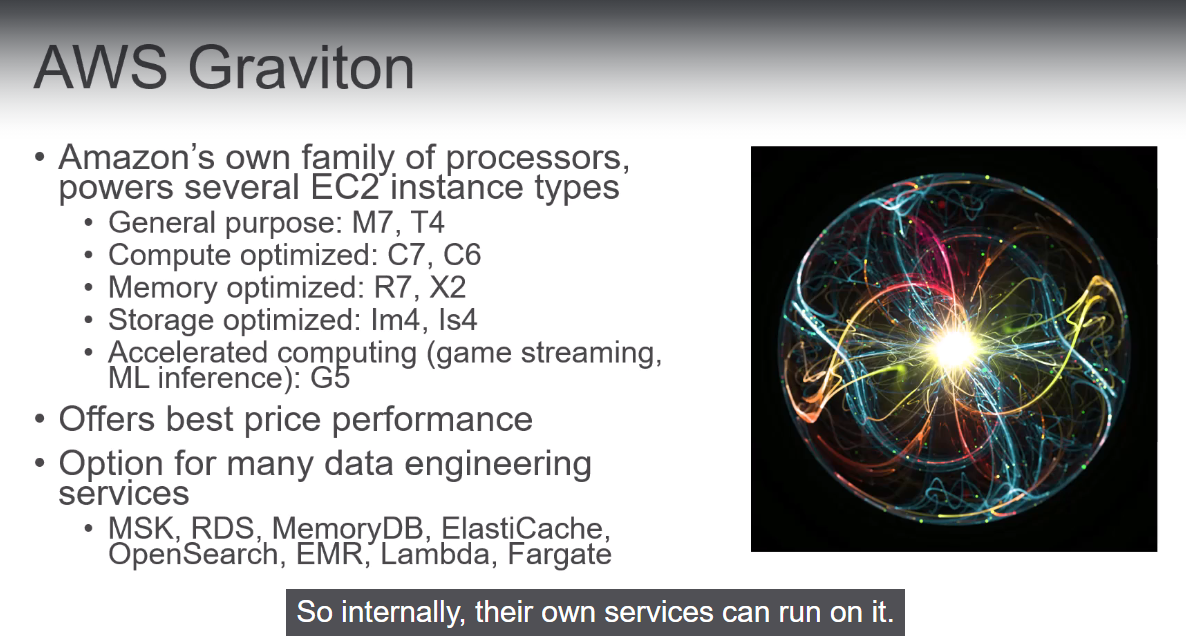 AWS Graviton
• Amazon’s own family of processors,
powers several EC2 instance types
• General purpose: M7, T4
• Compute optimized: C7, C6
• Memory optimized: R7, X2
• Storage optimized: Im4, Is4
• Accelerated computing (game streaming,
ML inference): G5
• Offers best price performance
• Option for many data engineering
services
• MSK, RDS, MemoryDB, ElastiCache,
OpenSearch, EMR, Lambda, Fargate
So internally, their own services can run on it.